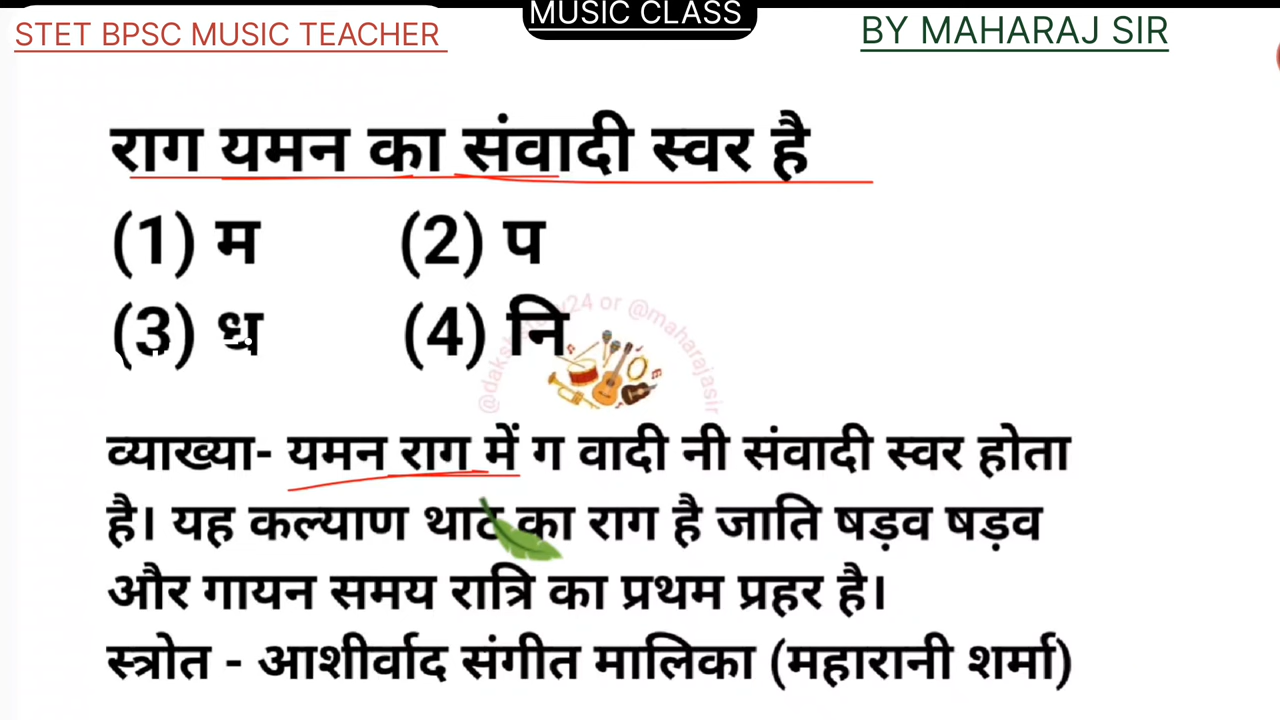 MUSIC CLASS
STET BPSC MUSIC TEACHER
BY MAHARAJ SIR
राग यमन का संवादी स्वर है
(1) म (2) प
(3) ध (4) नि
व्याख्या- यमन राग में ग वादी नी संवादी स्वर होता
है। यह कल्याण थाट का राग है जाति षड़व षड़व
और गायन समय रात्रि का प्रथम प्रहर है।
स्त्रोत - आशीर्वाद संगीत मालिका (महारानी शर्मा)